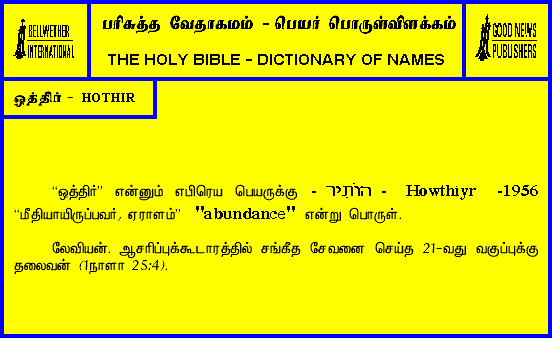 BELLWETHER
INTERNATIONAL
பரிசுத்த வேதாகமம் - பெயர் பொருள்விளக்கம்
THE HOLY BIBLE - DICTIONARY OF NAMES
GOOD NEWS
PUBLISHERS
ஒத்திர் - HOTHIR
“ஒத்திர்” என்னும் எபிரெய பெயருக்கு - הוֹתִיר - Howthiyr -1956
“மீதியாயிருப்பவர், ஏராளம்” "abundance" என்று பொருள்.
லேவியன். ஆசரிப்புக்கூடாரத்தில் சங்கீத சேவனை செய்த 21-வது வகுப்புக்கு
தலைவன் (1நாளா 25:4).